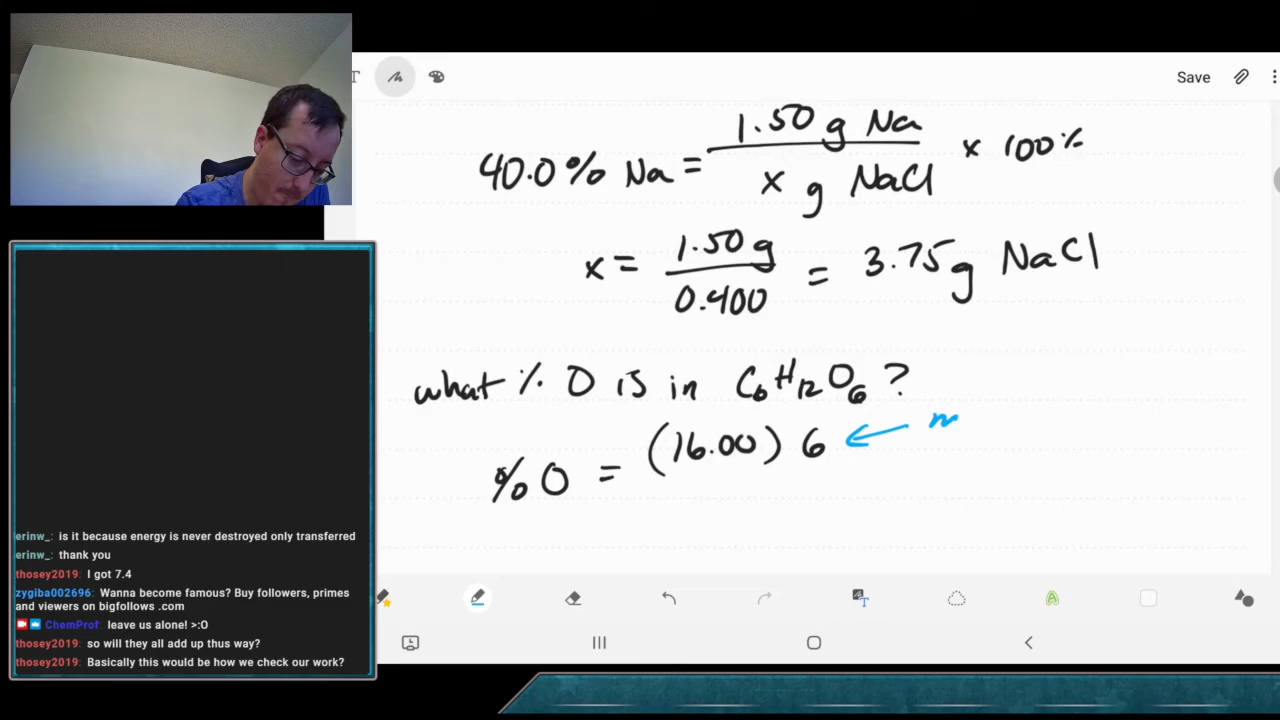 T
Save
40.0% Na = 1.50 g Na / x g NaCl x 100%
x = 1.50 g / 0.400 = 3.75 g NaCl
what % O is in C6H12O6?
%O = (16.00) 6 ←
erinw_: is it because energy is never destroyed only transferred
erinw_: thank you
thosey2019: I got 7.4
zygiba002696: Wanna become famous? Buy followers, primes
and viewers on bigfollows .com
ChemProf: leave us alone! >:O
thosey2019: so will they all add up thus way?
thosey2019: Basically this would be how we check our work?
T
A